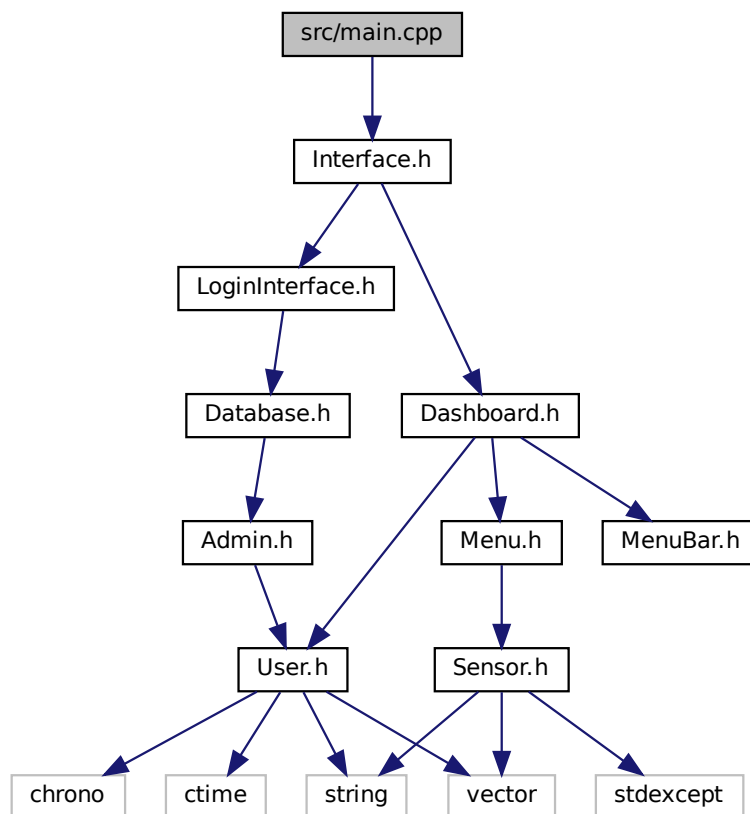 src/main.cpp
Interface.h
LoginInterface.h
Database.h
Dashboard.h
Admin.h
Menu.h
MenuBar.h
User.h
Sensor.h
chrono
ctime
string
vector
stdexcept